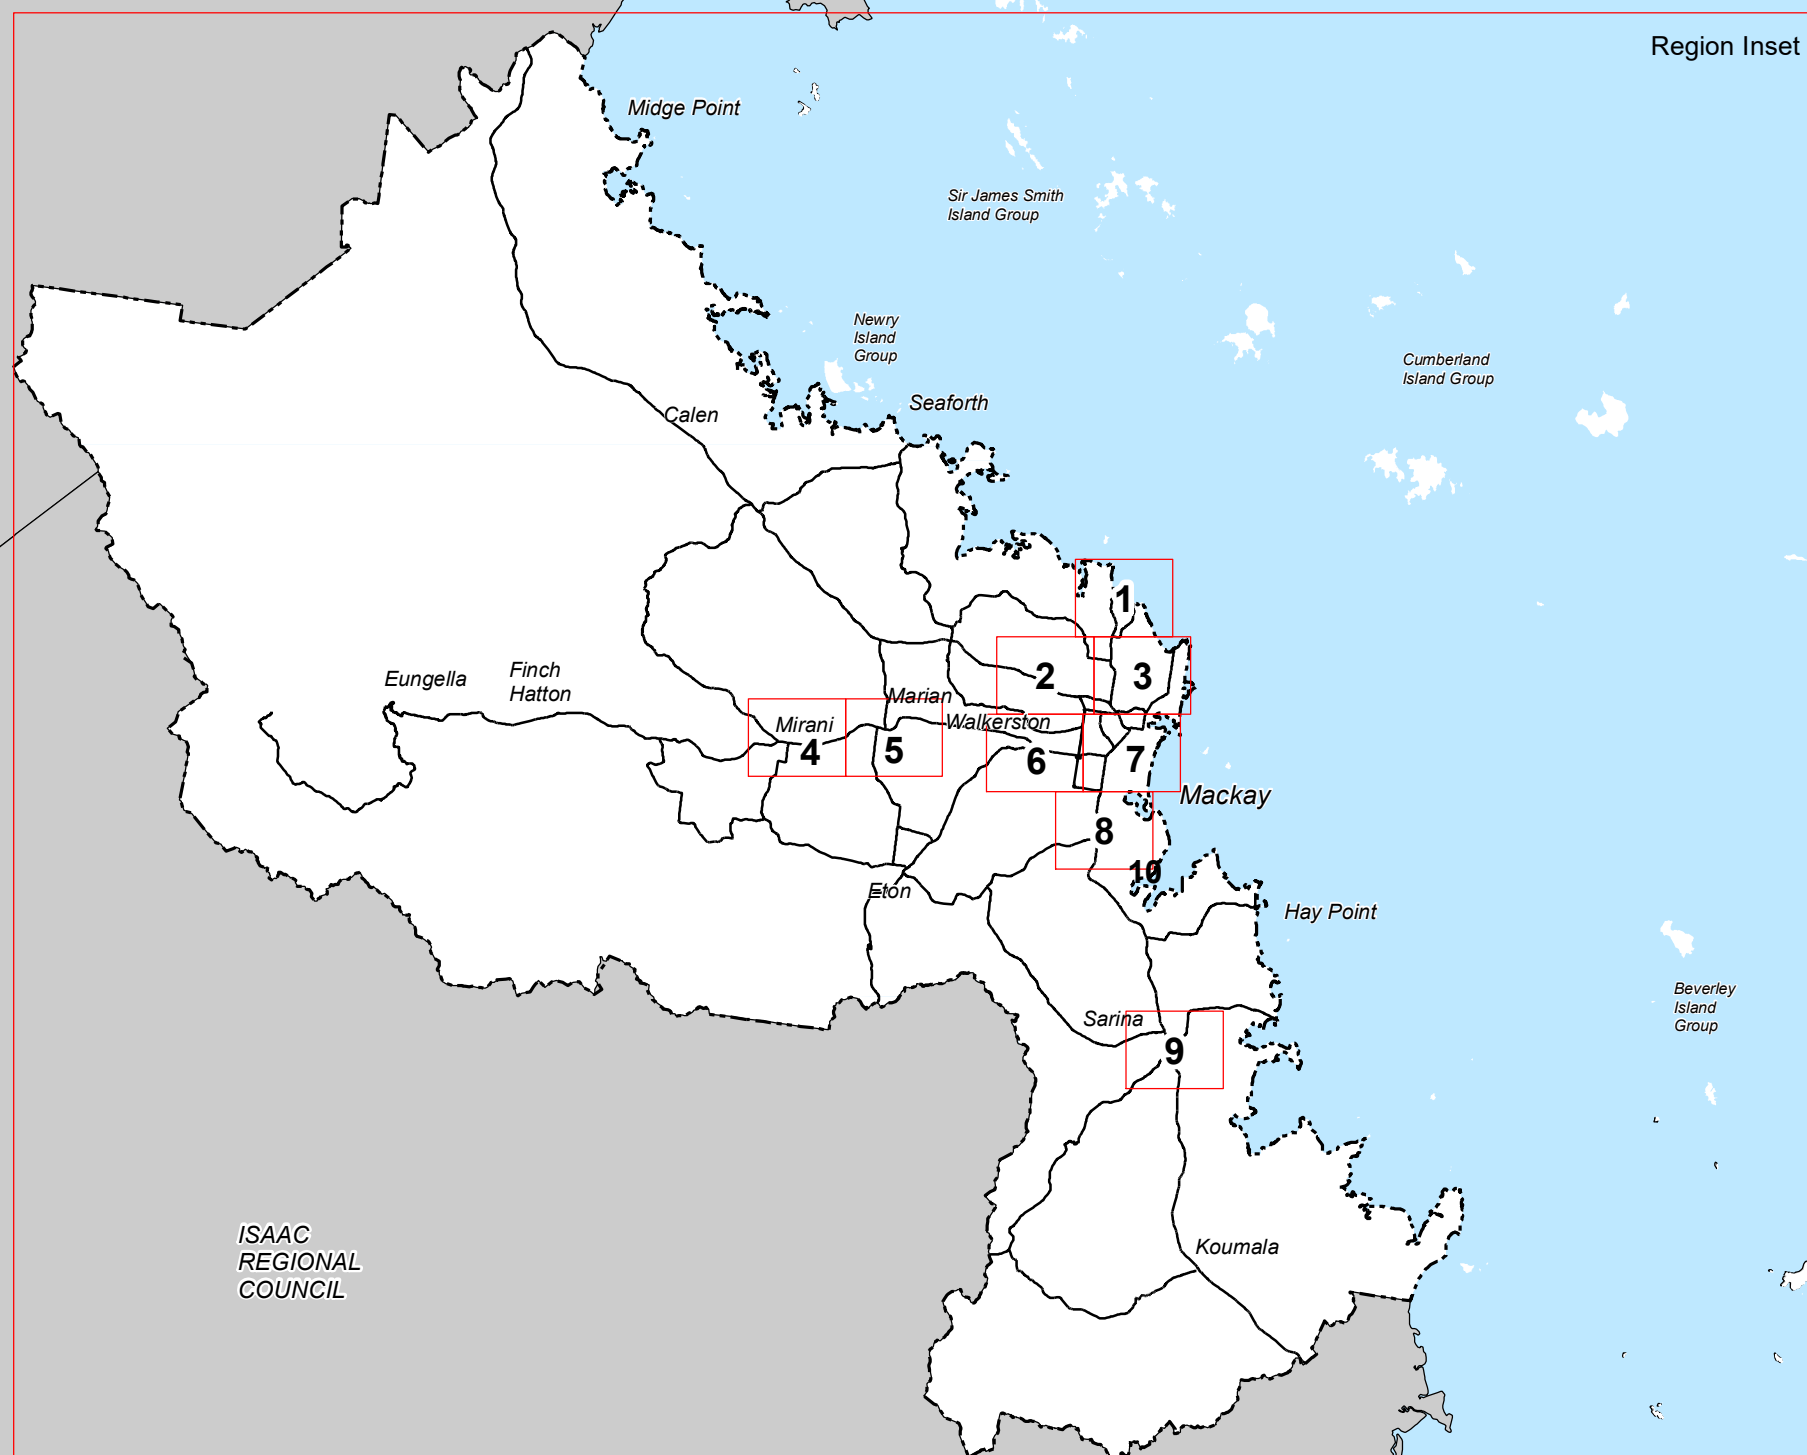 Region Inset
Midge Point
Sir James Smith
Island Group
Newry
Island
Group
Cumberland
Island Group
Seaforth
Calen
1
2
3
Eungella
Finch
Hatton
Marian
Mirani
Walkerston
4
5
6
7
Mackay
8
10
Eton
Hay Point
Beverley
Island
Group
Sarina
9
ISAAC
REGIONAL
COUNCIL
Koumala